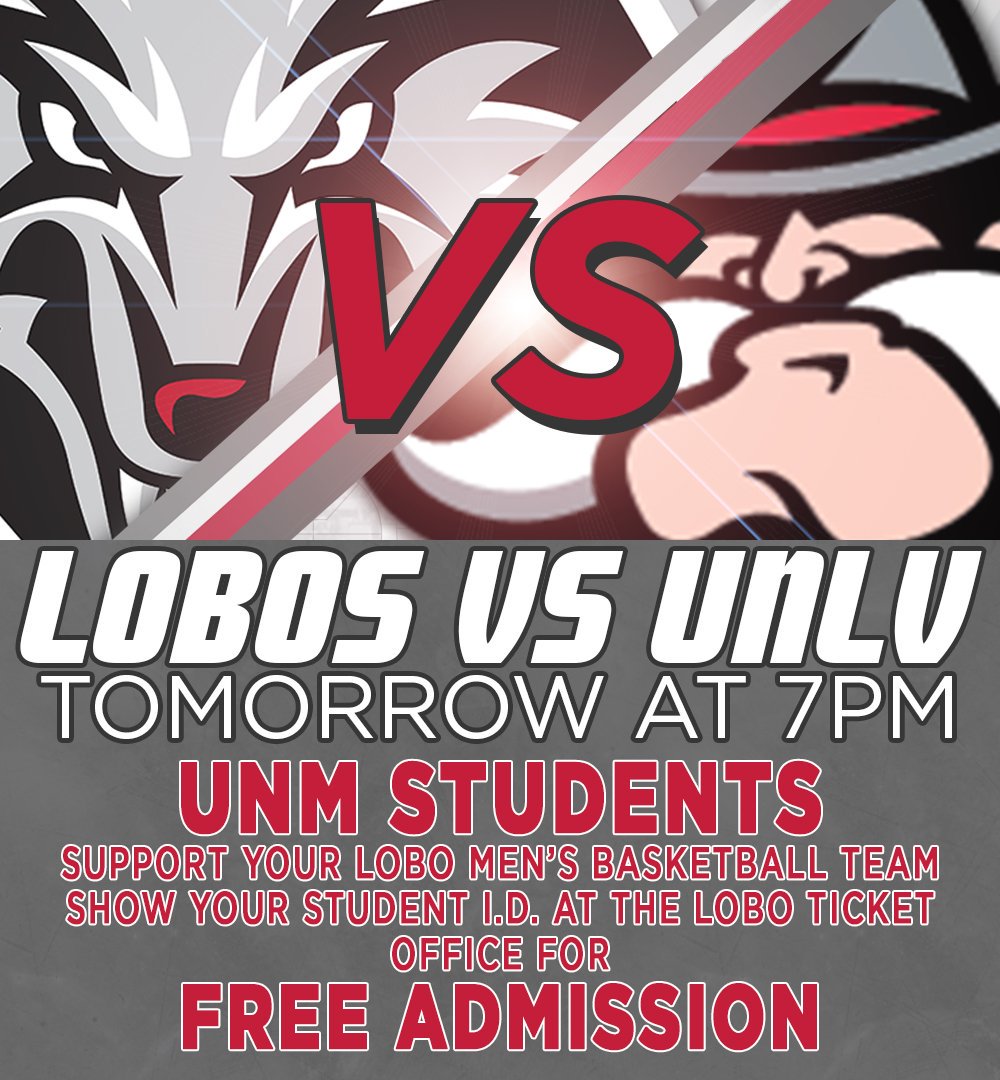 VS
LOBOS VS UNLV
TOMORROW AT 7PM
UNM STUDENTS
SUPPORT YOUR LOBO MEN'S BASKETBALL TEAM
SHOW YOUR STUDENT I.D. AT THE LOBO TICKET
OFFICE FOR
FREE ADMISSION